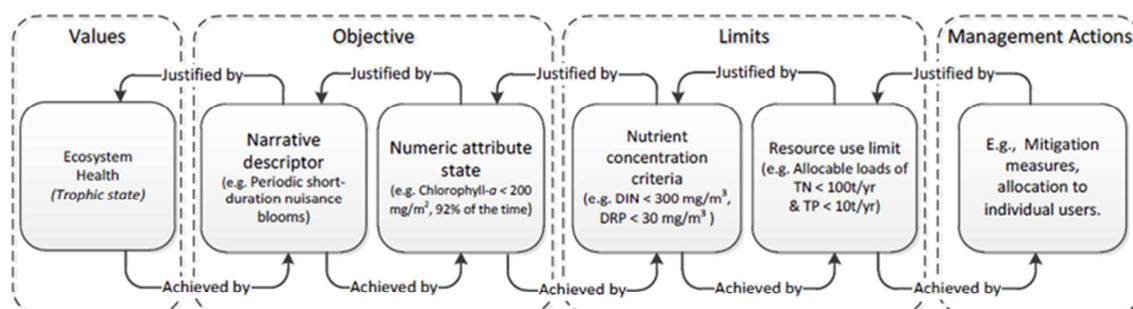 Values
Objective
Limits
Management Actions
Justified by
Justified by
Justified by
Justified by
Justified by
Ecosystem
Health
(Trophic state)
Narrative
descriptor
(e.g. Periodic short-
duration nuisance
blooms)
Numeric attribute
state
(e.g. Chlorophyll-a < 200
mg/m², 92% of the time)
Nutrient
concentration
criteria
(e.g. DIN < 300 mg/m³,
DRP < 30 mg/m³ )
Resource use limit
(e.g. Allocable loads of
TN < 100t/yr
& TP < 10t/yr)
E.g., Mitigation
measures,
allocation to
individual users.
Achieved by
Achieved by
Achieved by
Achieved by
Achieved by